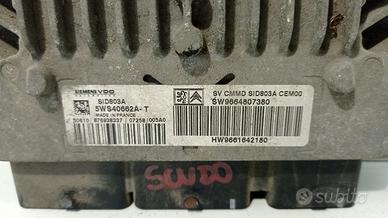 SIEMENS VDO
SID803A
5WS40662A-T
MADE IN FRANCE
SV CMMD SID803A CEM00
SW9664807380
HW9661642180
SCUDO
subito